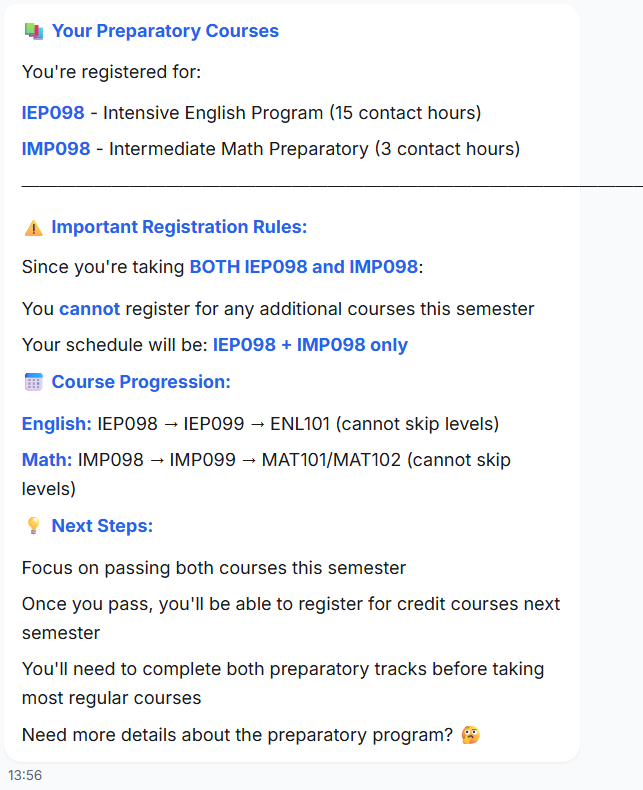 📚 Your Preparatory Courses
You're registered for:
IEP098 - Intensive English Program (15 contact hours)
IMP098 - Intermediate Math Preparatory (3 contact hours)
⚠️ Important Registration Rules:
Since you're taking BOTH IEP098 and IMP098:
You cannot register for any additional courses this semester
Your schedule will be: IEP098 + IMP098 only
🗓️ Course Progression:
English: IEP098 → IEP099 → ENL101 (cannot skip levels)
Math: IMP098 → IMP099 → MAT101/MAT102 (cannot skip
levels)
💡 Next Steps:
Focus on passing both courses this semester
Once you pass, you'll be able to register for credit courses next
semester
You'll need to complete both preparatory tracks before taking
most regular courses
Need more details about the preparatory program? 🤔
13:56